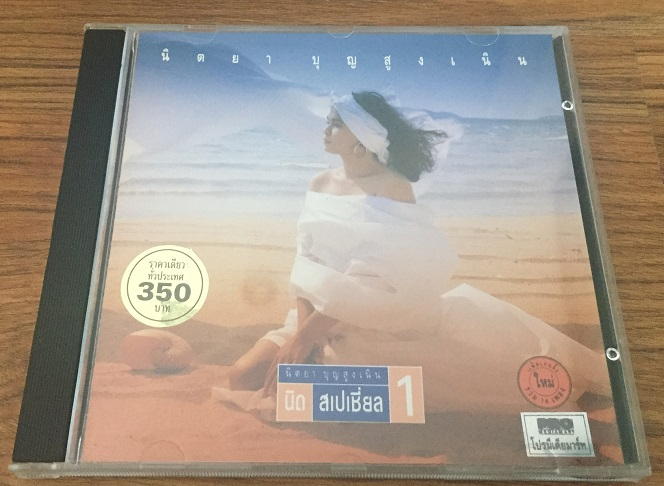 นิตยา บุญสูงเนิน
ราคาเดียว
ทั่วประเทศ
350
บาท
นิตยา บุญสูงเนิน
นิด สเปเชี่ยล 1
ใหม่
โปรมีเดียมาร์ท